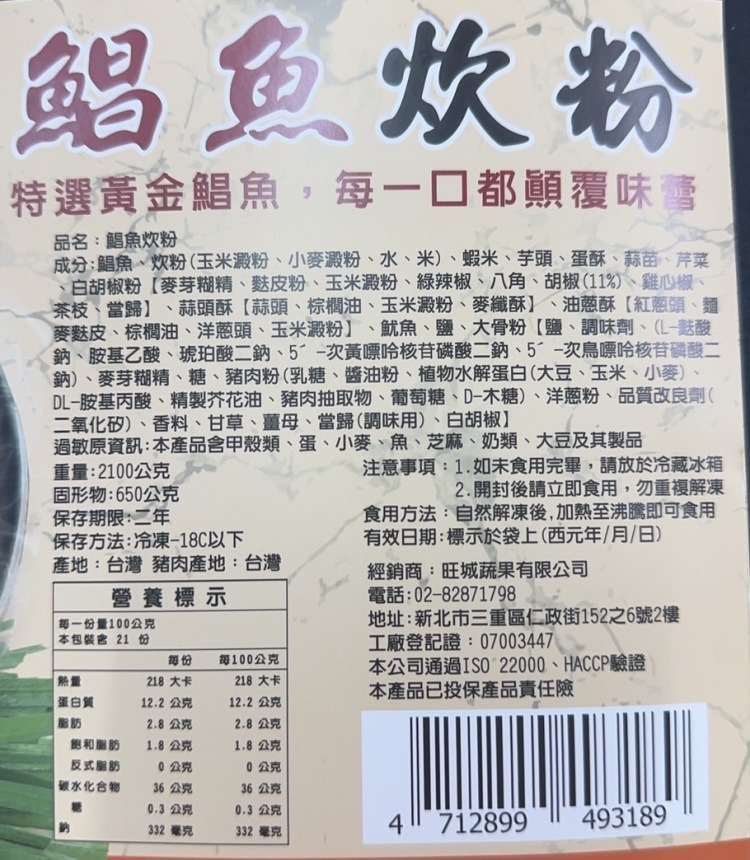 鯧魚炊粉
特選黃金鯧魚，每一口都顛覆味蕾
品名：鯧魚炊粉
成分:鯧魚、炊粉(玉米澱粉、小麥澱粉、水、米)、蝦米、芋頭、蛋酥、蒜苗、芹菜
、白胡椒粉【麥芽糊精、麩皮粉、玉米澱粉、綠辣椒、八角、胡椒(11%)、雞心椒、
茶枝、當歸】、蒜頭酥【蒜頭、棕櫚油、玉米澱粉、麥纖酥】、油蔥酥【紅蔥頭、麵
麥麩皮、棕櫚油、洋蔥頭、玉米澱粉】、魷魚、鹽、大骨粉【鹽、調味劑、(L-麩酸
鈉、胺基乙酸、琥珀酸二鈉、5´-次黃嘌呤核苷磷酸二鈉、5´-次鳥嘌呤核苷磷酸二
鈉)、麥芽糊精、糖、豬肉粉(乳糖、醬油粉、植物水解蛋白(大豆、玉米、小麥)、
DL-胺基丙酸、精製芥花油、豬肉抽取物、葡萄糖、D-木糖)、洋蔥粉、品質改良劑(
二氧化矽)、香料、甘草、薑母、當歸(調味用)、白胡椒】
過敏原資訊:本產品含甲殼類、蛋、小麥、魚、芝麻、奶類、大豆及其製品
重量:2100公克
固形物:650公克
保存期限:二年
保存方法:冷凍-18C以下
產地：台灣 豬肉產地：台灣
注意事項：1.如未食用完畢，請放於冷藏冰箱
2.開封後請立即食用，勿重複解凍
食用方法：自然解凍後,加熱至沸騰即可食用
有效日期:標示於袋上(西元年/月/日)
經銷商：旺城蔬果有限公司
電話:02-82871798
地址:新北市三重區仁政街152之6號2樓
工廠登記證：07003447
本公司通過ISO 22000、HACCP驗證
本產品已投保產品責任險
營養標示
每一份量100公克
本包裝含 21 份
每份 每100公克
熱量 218 大卡 218 大卡
蛋白質 12.2 公克 12.2 公克
脂肪 2.8 公克 2.8 公克
飽和脂肪 1.8 公克 1.8 公克
反式脂肪 0 公克 0 公克
碳水化合物 36 公克 36 公克
糖 0.3 公克 0.3 公克
鈉 332 毫克 332 毫克
4 712899 493189